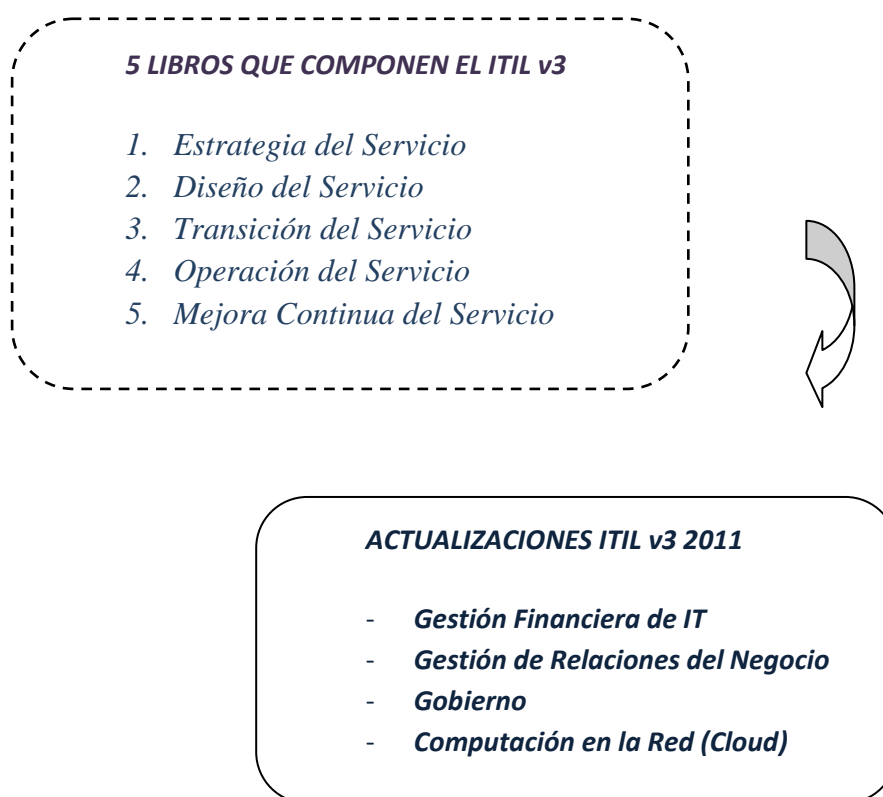 5 LIBROS QUE COMPONEN EL ITIL v3
1. Estrategia del Servicio
2. Diseño del Servicio
3. Transición del Servicio
4. Operación del Servicio
5. Mejora Continua del Servicio
ACTUALIZACIONES ITIL v3 2011
- Gestión Financiera de IT
- Gestión de Relaciones del Negocio
- Gobierno
- Computación en la Red (Cloud)